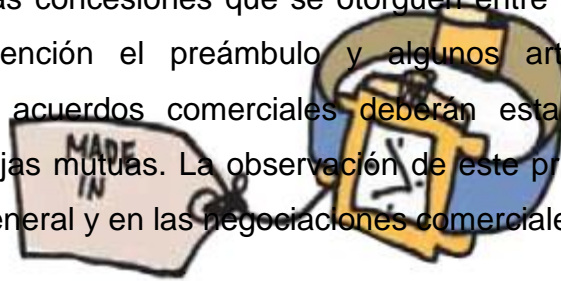 as concesiones que se otorguen entre
ención el preámbulo y algunos art
acuerdos comerciales deberán esta
jas mutuas. La observación de este pr
eneral y en las negociaciones comerciale
MADE
IN